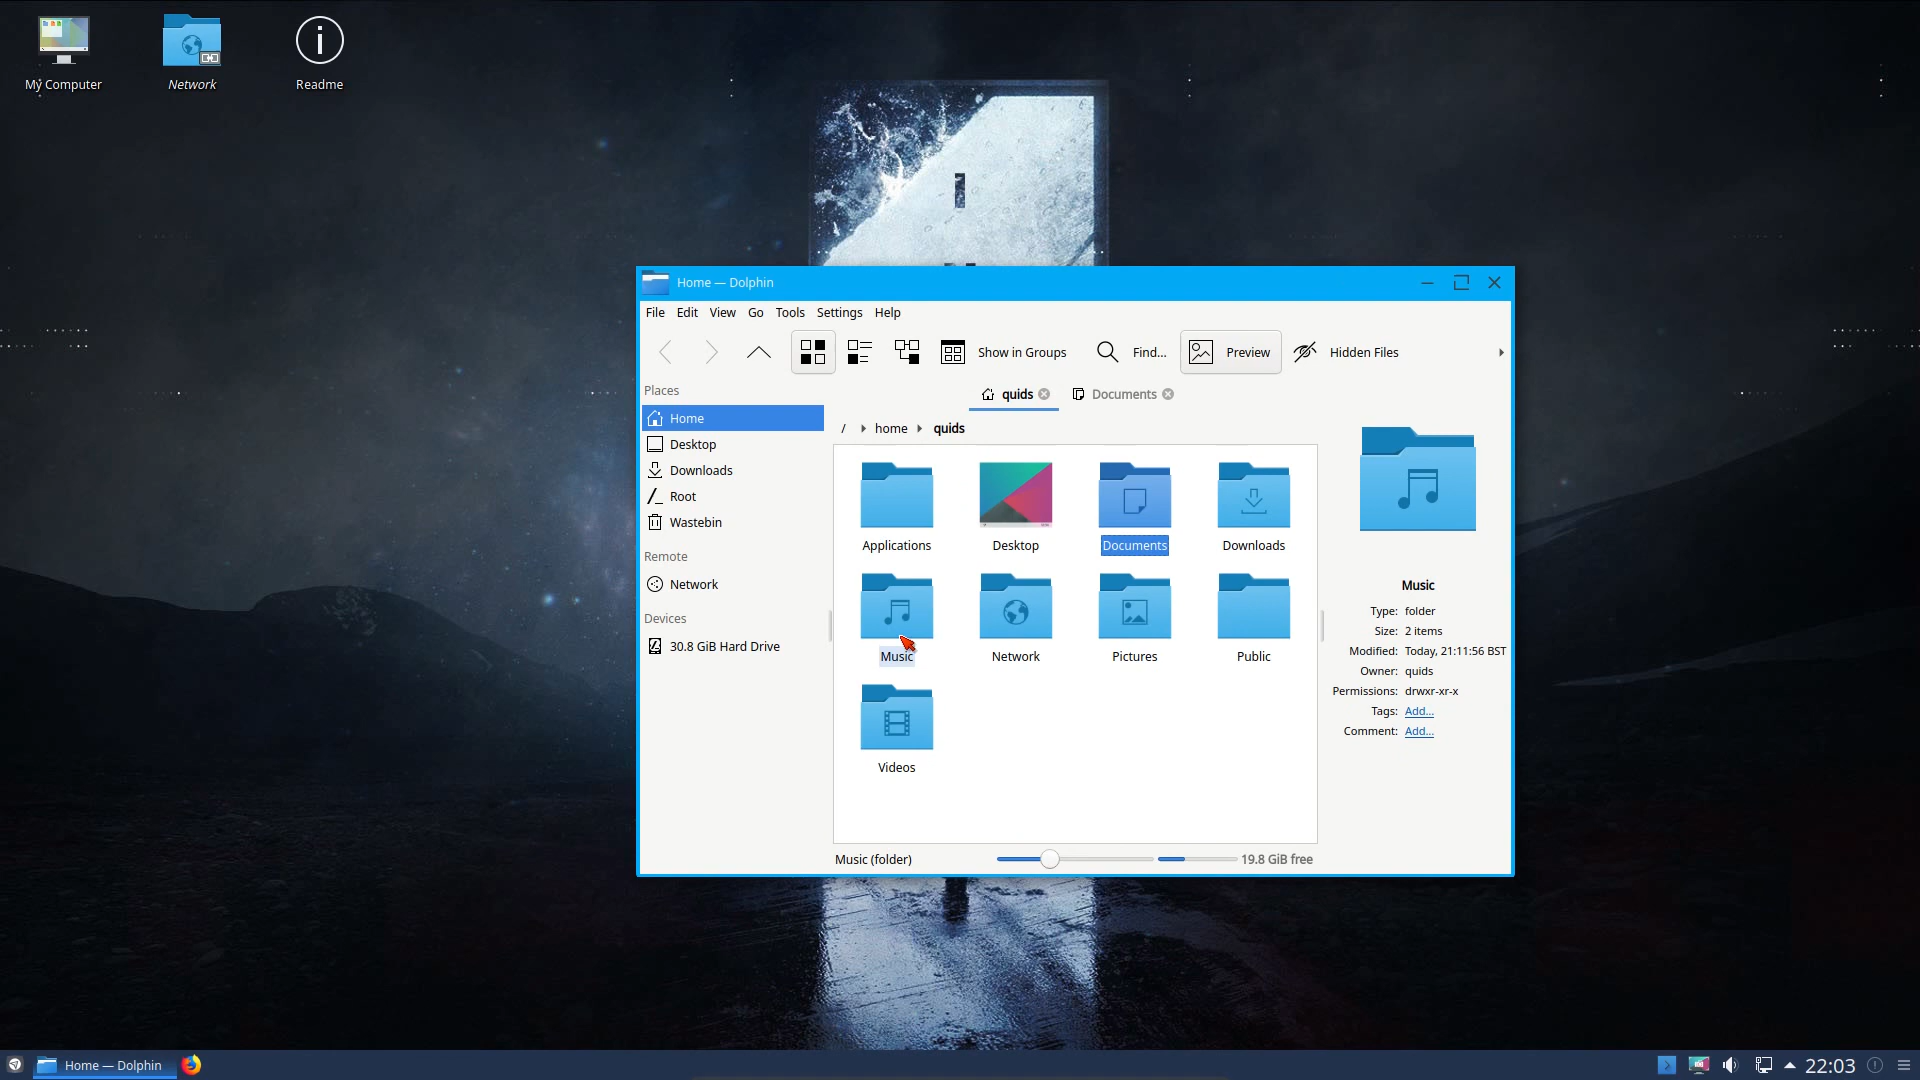 My Computer
Network
Readme
Home — Dolphin
File Edit View Go Tools Settings Help
Show in Groups Find... Preview Hidden Files
Places
Home
Desktop
Downloads
Root
Wastebin
Remote
Network
Devices
30.8 GiB Hard Drive
quids Documents
/ home quids
Applications Desktop Documents Downloads
Music Network Pictures Public
Videos
Music
Type: folder
Size: 2 items
Modified: Today, 21:11:56 BST
Owner: quids
Permissions: drwxr-xr-x
Tags: Add...
Comment: Add...
Music (folder) 19.8 GiB free
Home — Dolphin
22:03